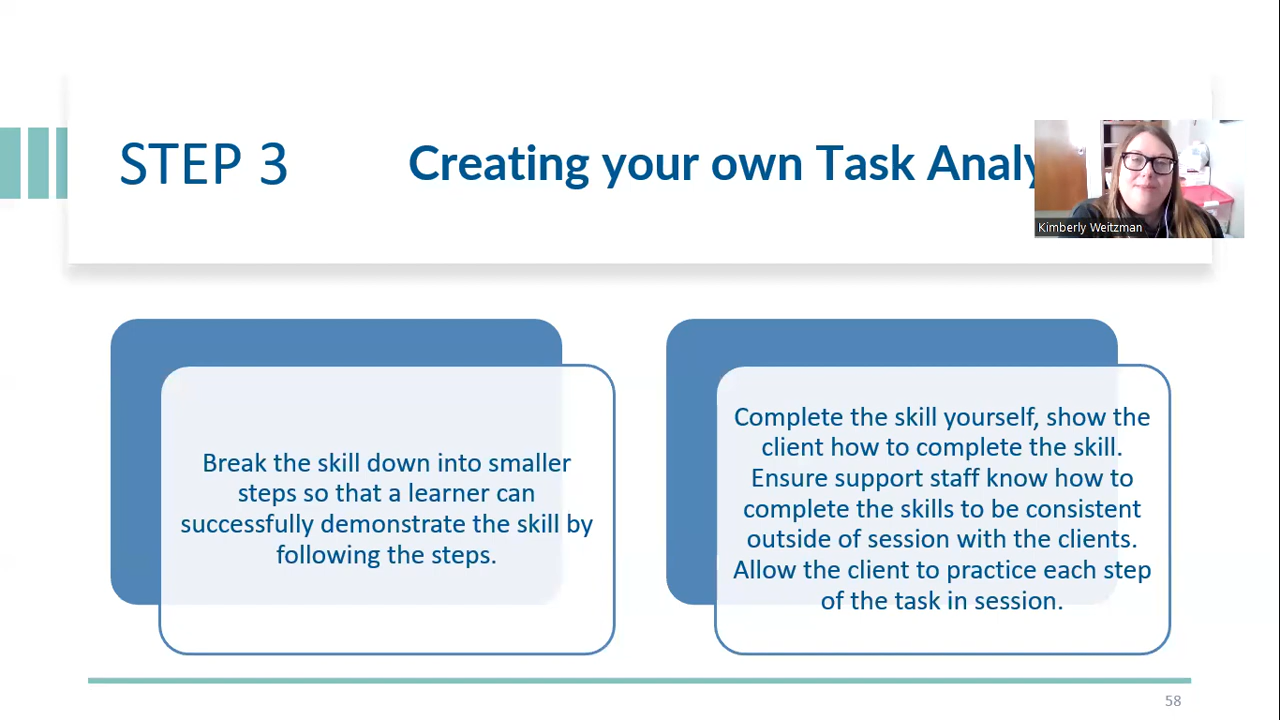 STEP 3
Creating your own Task Analy
Kimberly Weitzman
Break the skill down into smaller
steps so that a learner can
successfully demonstrate the skill by
following the steps.
Complete the skill yourself, show the
client how to complete the skill.
Ensure support staff know how to
complete the skills to be consistent
outside of session with the clients.
Allow the client to practice each step
of the task in session.
58